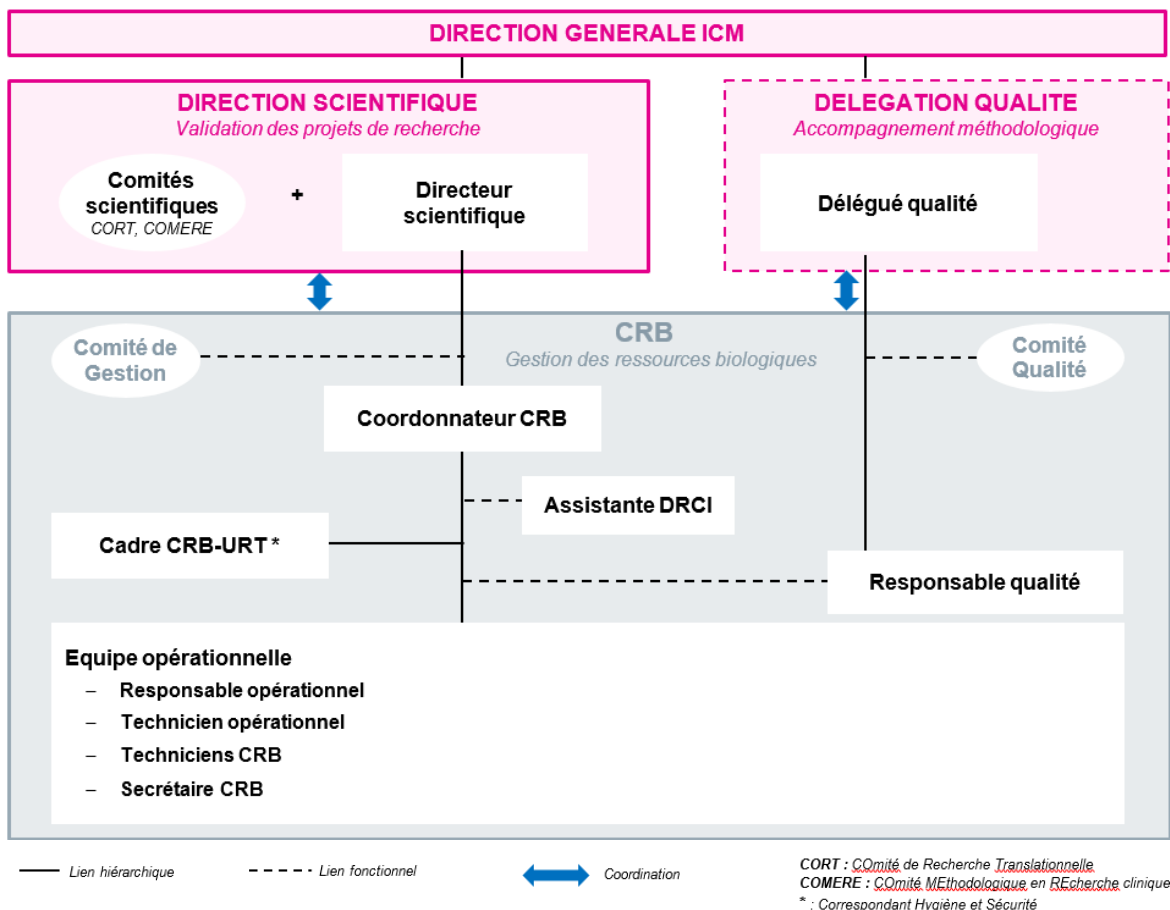 DIRECTION GENERALE ICM
DIRECTION SCIENTIFIQUE
Validation des projets de recherche
Comités
scientifiques
CORT, COMERE
+
Directeur
scientifique
DELEGATION QUALITE
Accompagnement méthodologique
Délégué qualité
CRB
Gestion des ressources biologiques
Comité de
Gestion
Comité
Qualité
Coordonnateur CRB
Assistante DRCI
Cadre CRB-URT *
Responsable qualité
Equipe opérationnelle
– Responsable opérationnel
– Technicien opérationnel
– Techniciens CRB
– Secrétaire CRB
Lien hiérarchique
Lien fonctionnel
Coordination
CORT : COmité de Recherche Translationnelle
COMERE : COmité MEthodologique en REcherche clinique
* : Correspondant Hygiène et Sécurité